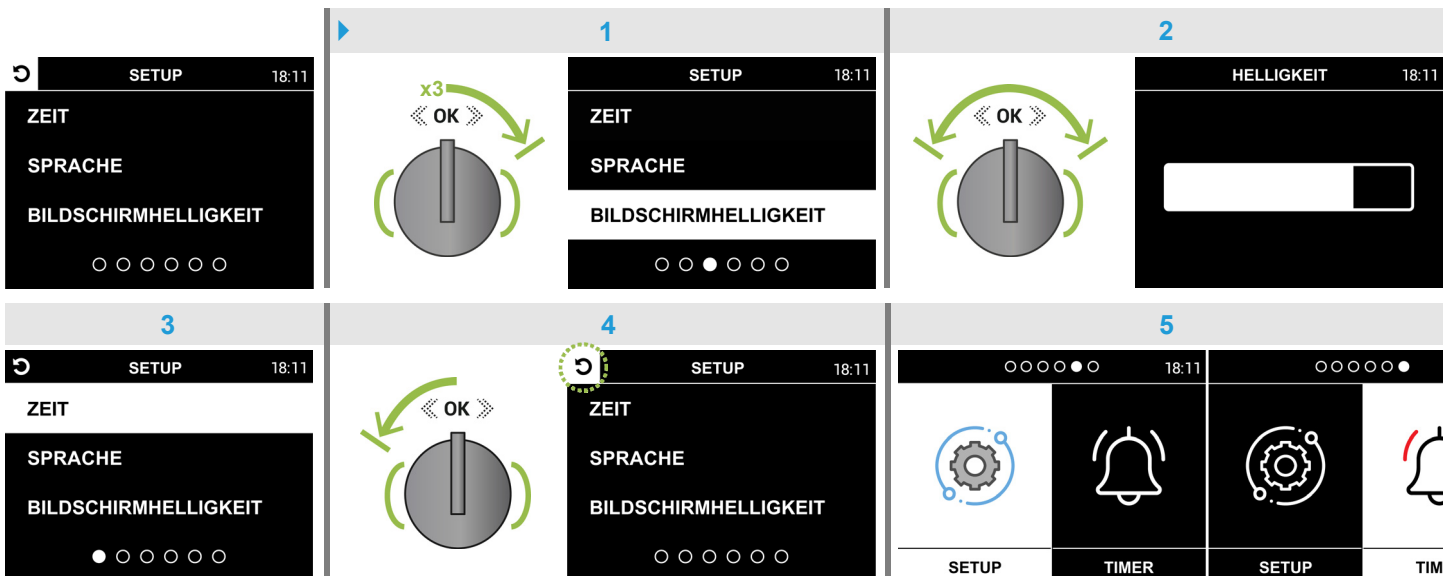 1
2
SETUP 18:11
ZEIT
SPRACHE
BILDSCHIRMHELLIGKEIT
x3
OK
SETUP 18:11
ZEIT
SPRACHE
BILDSCHIRMHELLIGKEIT
OK
HELLIGKEIT 18:11
3
4
5
SETUP 18:11
ZEIT
SPRACHE
BILDSCHIRMHELLIGKEIT
OK
SETUP 18:11
ZEIT
SPRACHE
BILDSCHIRMHELLIGKEIT
18:11
SETUP
TIMER
SETUP
TIM